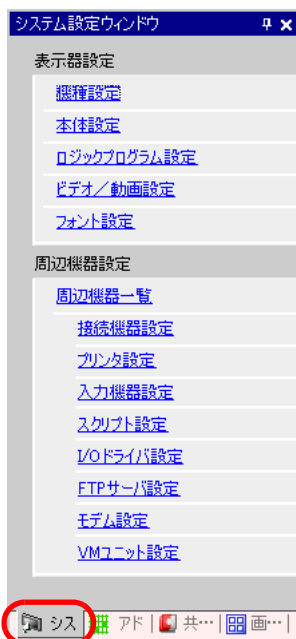 システム設定ウィンドウ
表示器設定
機種設定
本体設定
ロジックプログラム設定
ビデオ／動画設定
フォント設定
周辺機器設定
周辺機器一覧
接続機器設定
プリンタ設定
入力機器設定
スクリプト設定
I/Oドライバ設定
FTPサーバ設定
モデム設定
VMユニット設定
シス アド 共… 画…